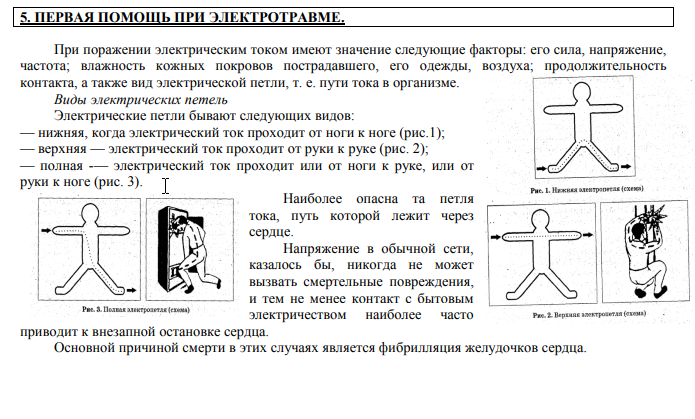 5. ПЕРВАЯ ПОМОЩЬ ПРИ ЭЛЕКТРОТРАВМЕ.
При поражении электрическим током имеют значение следующие факторы: его сила, напряжение,
частота; влажность кожных покровов пострадавшего, его одежды, воздуха; продолжительность
контакта, а также вид электрической петли, т. е. пути тока в организме.
Виды электрических петель
Электрические петли бывают следующих видов:
— нижняя, когда электрический ток проходит от ноги к ноге (рис.1);
— верхняя — электрический ток проходит от руки к руке (рис. 2);
— полная -— электрический ток проходит или от ноги к руке, или от
руки к ноге (рис. 3).
Рис. 1. Нижняя электропетля (схема)
Наиболее опасна та петля
тока, путь которой лежит через
сердце.
Напряжение в обычной сети,
казалось бы, никогда не может
вызвать смертельные повреждения,
и тем не менее контакт с бытовым
электричеством наиболее часто
Рис. 3. Полная электропетля (схема)
Рис. 2. Верхняя электропетля (схема)
приводит к внезапной остановке сердца.
Основной причиной смерти в этих случаях является фибрилляция желудочков сердца.